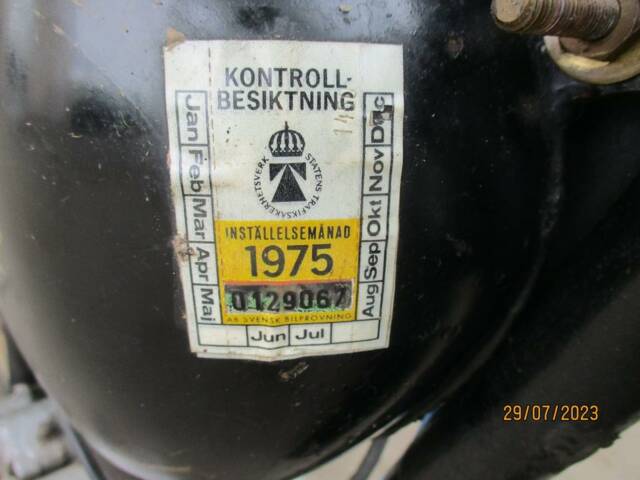 KONTROLL-
BESIKTNING
STATENS TRAFIKSÄKERHETSVERK
INSTÄLLELSEMÅNAD
1975
0129067
AB SVENSK BILPROVNING
Jan
Feb
Mar
Apr
Maj
Jun Jul
Aug
Sep
Okt
Nov
Dec
29/07/2023